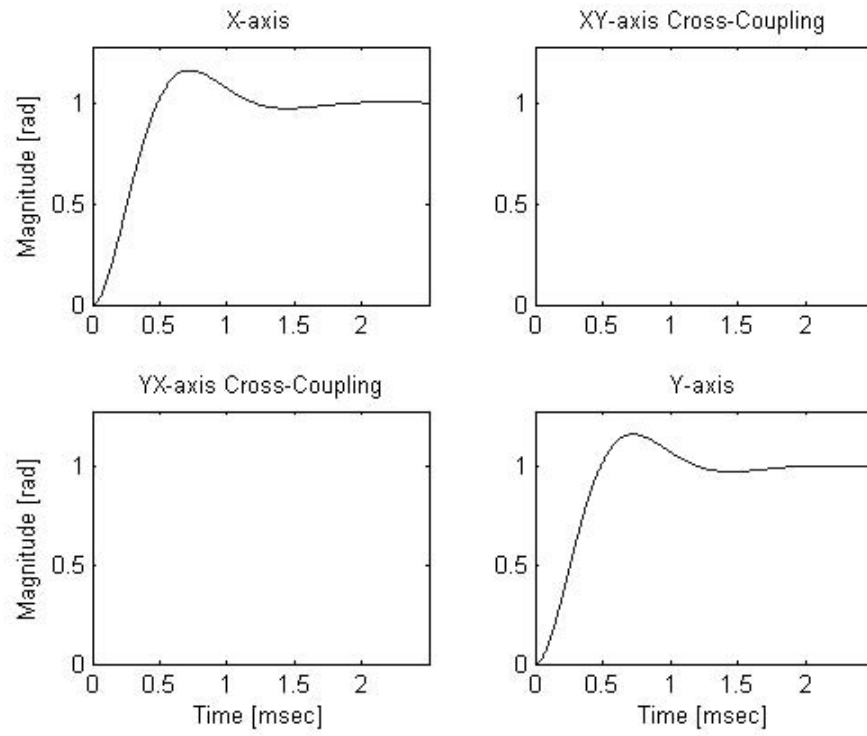 X-axis
XY-axis Cross-Coupling
Magnitude [rad]
1
0.5
0
0 0.5 1 1.5 2
1
0.5
0
0 0.5 1 1.5 2
YX-axis Cross-Coupling
Y-axis
Magnitude [rad]
1
0.5
0
0 0.5 1 1.5 2
Time [msec]
1
0.5
0
0 0.5 1 1.5 2
Time [msec]